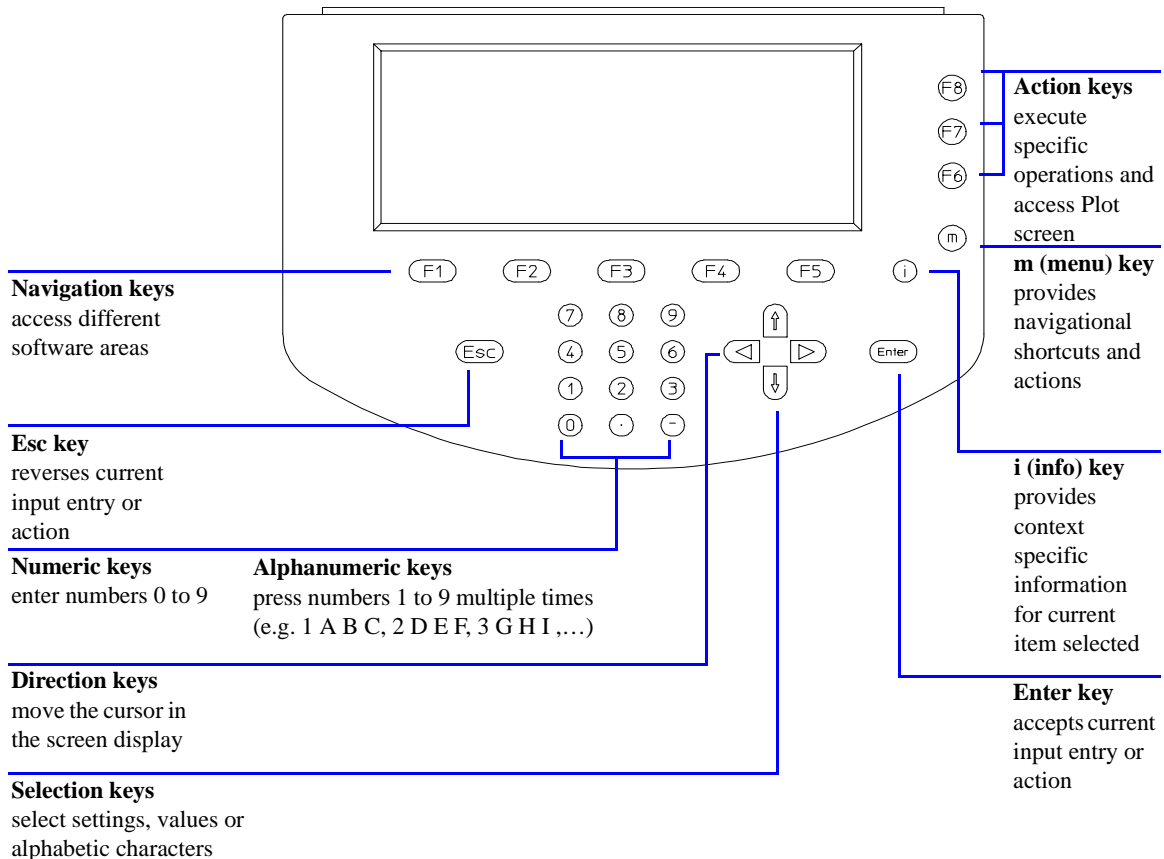 F8
F7
F6
m
F1 F2 F3 F4 F5 i
7 8 9
Esc 4 5 6 Enter
1 2 3
0 . -
Action keys
execute
specific
operations and
access Plot
screen
m (menu) key
provides
navigational
shortcuts and
actions
i (info) key
provides
context
specific
information
for current
item selected
Enter key
accepts current
input entry or
action
Navigation keys
access different
software areas
Esc key
reverses current
input entry or
action
Numeric keys
enter numbers 0 to 9
Alphanumeric keys
press numbers 1 to 9 multiple times
(e.g. 1 A B C, 2 D E F, 3 G H I ,…)
Direction keys
move the cursor in
the screen display
Selection keys
select settings, values or
alphabetic characters